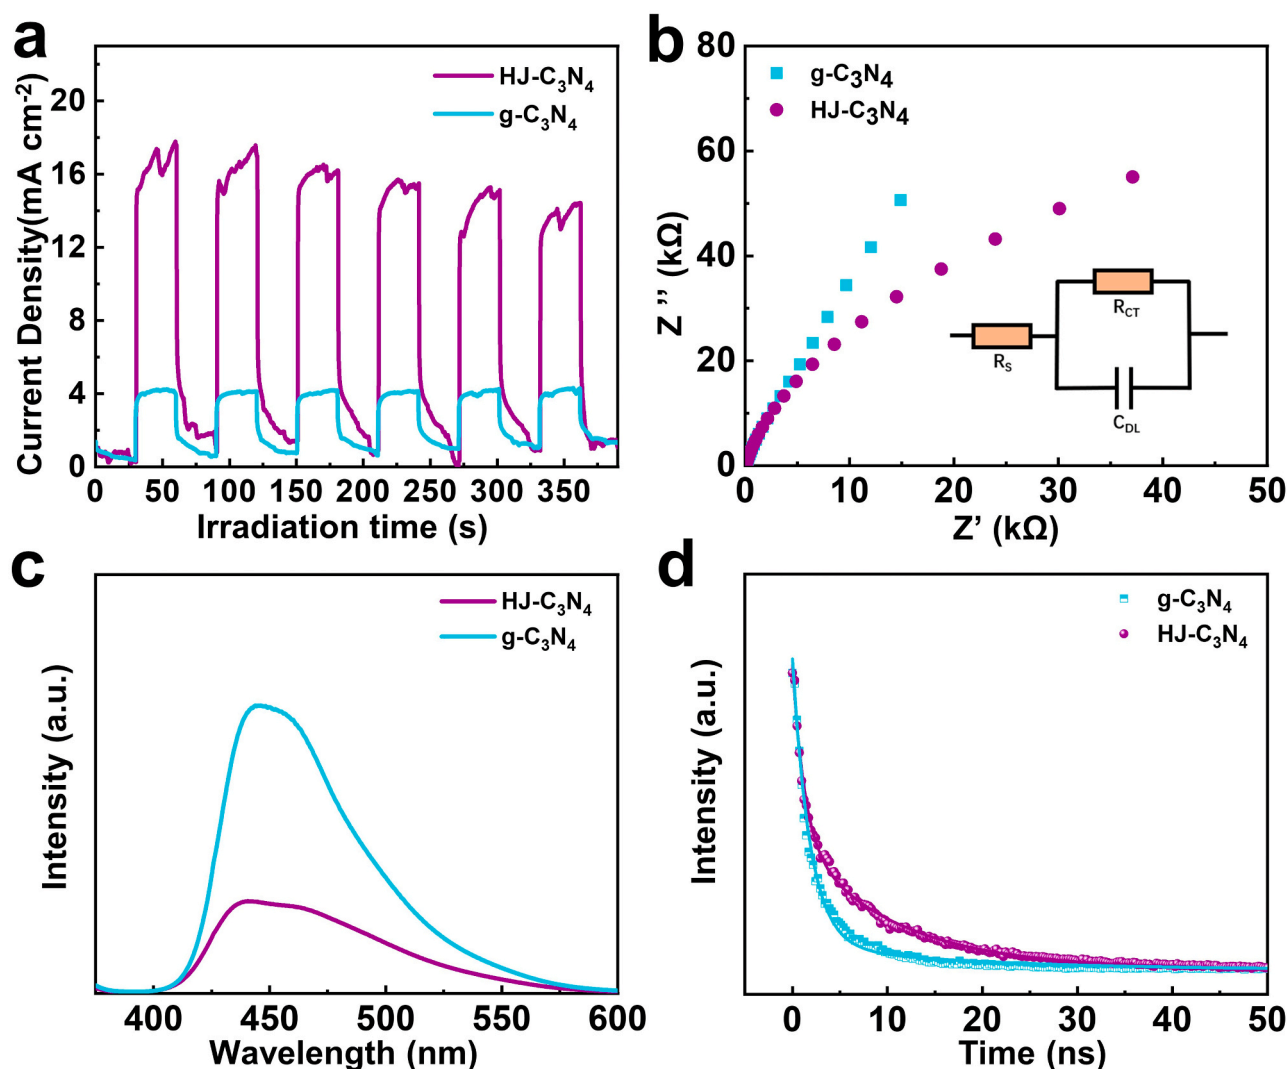 a
HJ-C₃N₄
g-C₃N₄
Current Density(mA cm⁻²)
20
16
12
8
4
0
0 50 100 150 200 250 300 350
Irradiation time (s)
b
g-C₃N₄
HJ-C₃N₄
Z'' (kΩ)
80
60
40
20
0
R_CT
R_S
C_DL
0 10 20 30 40 50
Z' (kΩ)
c
HJ-C₃N₄
g-C₃N₄
Intensity (a.u.)
400 450 500 550 600
Wavelength (nm)
d
g-C₃N₄
HJ-C₃N₄
Intensity (a.u.)
0 10 20 30 40 50
Time (ns)